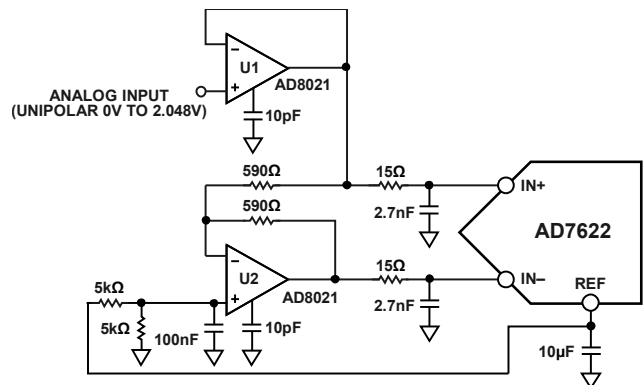 U1
AD8021
ANALOG INPUT
(UNIPOLAR 0V TO 2.048V)
10pF
590Ω
15Ω
IN+
590Ω
2.7nF
AD7622
U2
15Ω
IN–
AD8021
REF
5kΩ
5kΩ
100nF
10pF
2.7nF
10µF
−
+
−
+